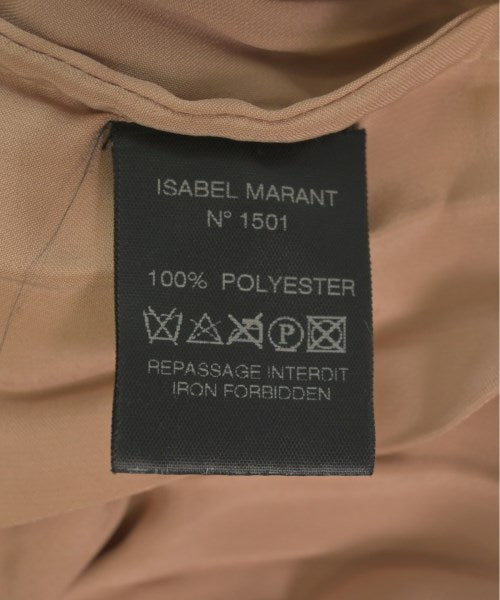 ISABEL MARANT
N° 1501
100% POLYESTER
P
REPASSAGE INTERDIT
IRON FORBIDDEN